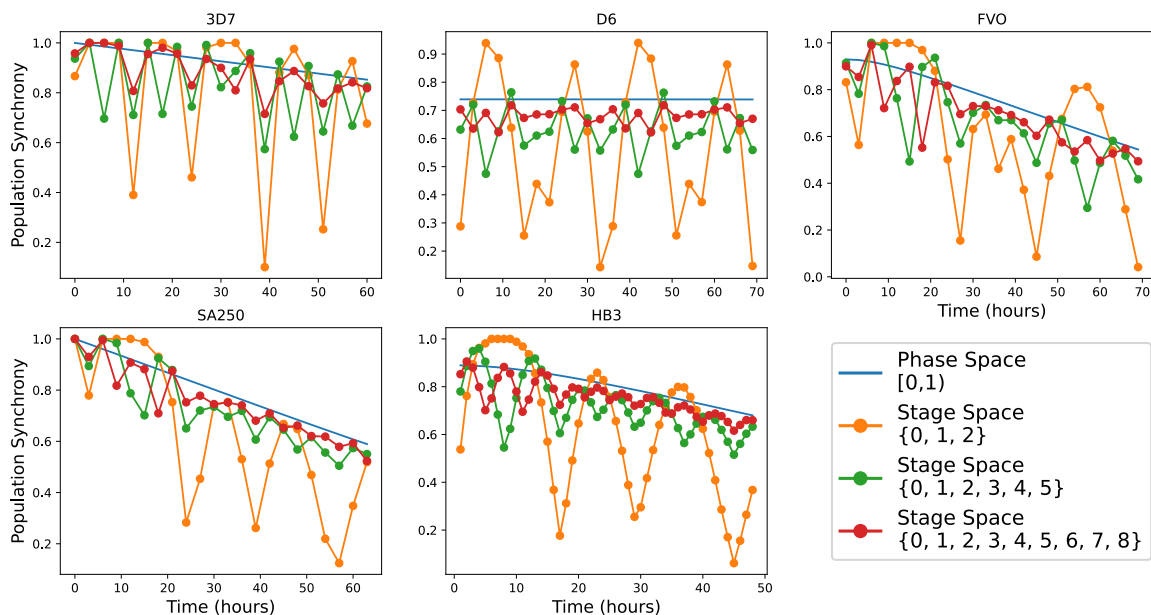 3D7
D6
FVO
Population Synchrony
1.0
0.8
0.6
0.4
0.2
0 10 20 30 40 50 60
0.9
0.8
0.7
0.6
0.5
0.4
0.3
0.2
0 10 20 30 40 50 60 70
1.0
0.8
0.6
0.4
0.2
0.0
0 10 20 30 40 50 60 70
Time (hours)
SA250
HB3
Population Synchrony
1.0
0.8
0.6
0.4
0.2
0 10 20 30 40 50 60
Time (hours)
1.0
0.8
0.6
0.4
0.2
0 10 20 30 40 50
Time (hours)
Phase Space
[0,1)
Stage Space
{0, 1, 2}
Stage Space
{0, 1, 2, 3, 4, 5}
Stage Space
{0, 1, 2, 3, 4, 5, 6, 7, 8}